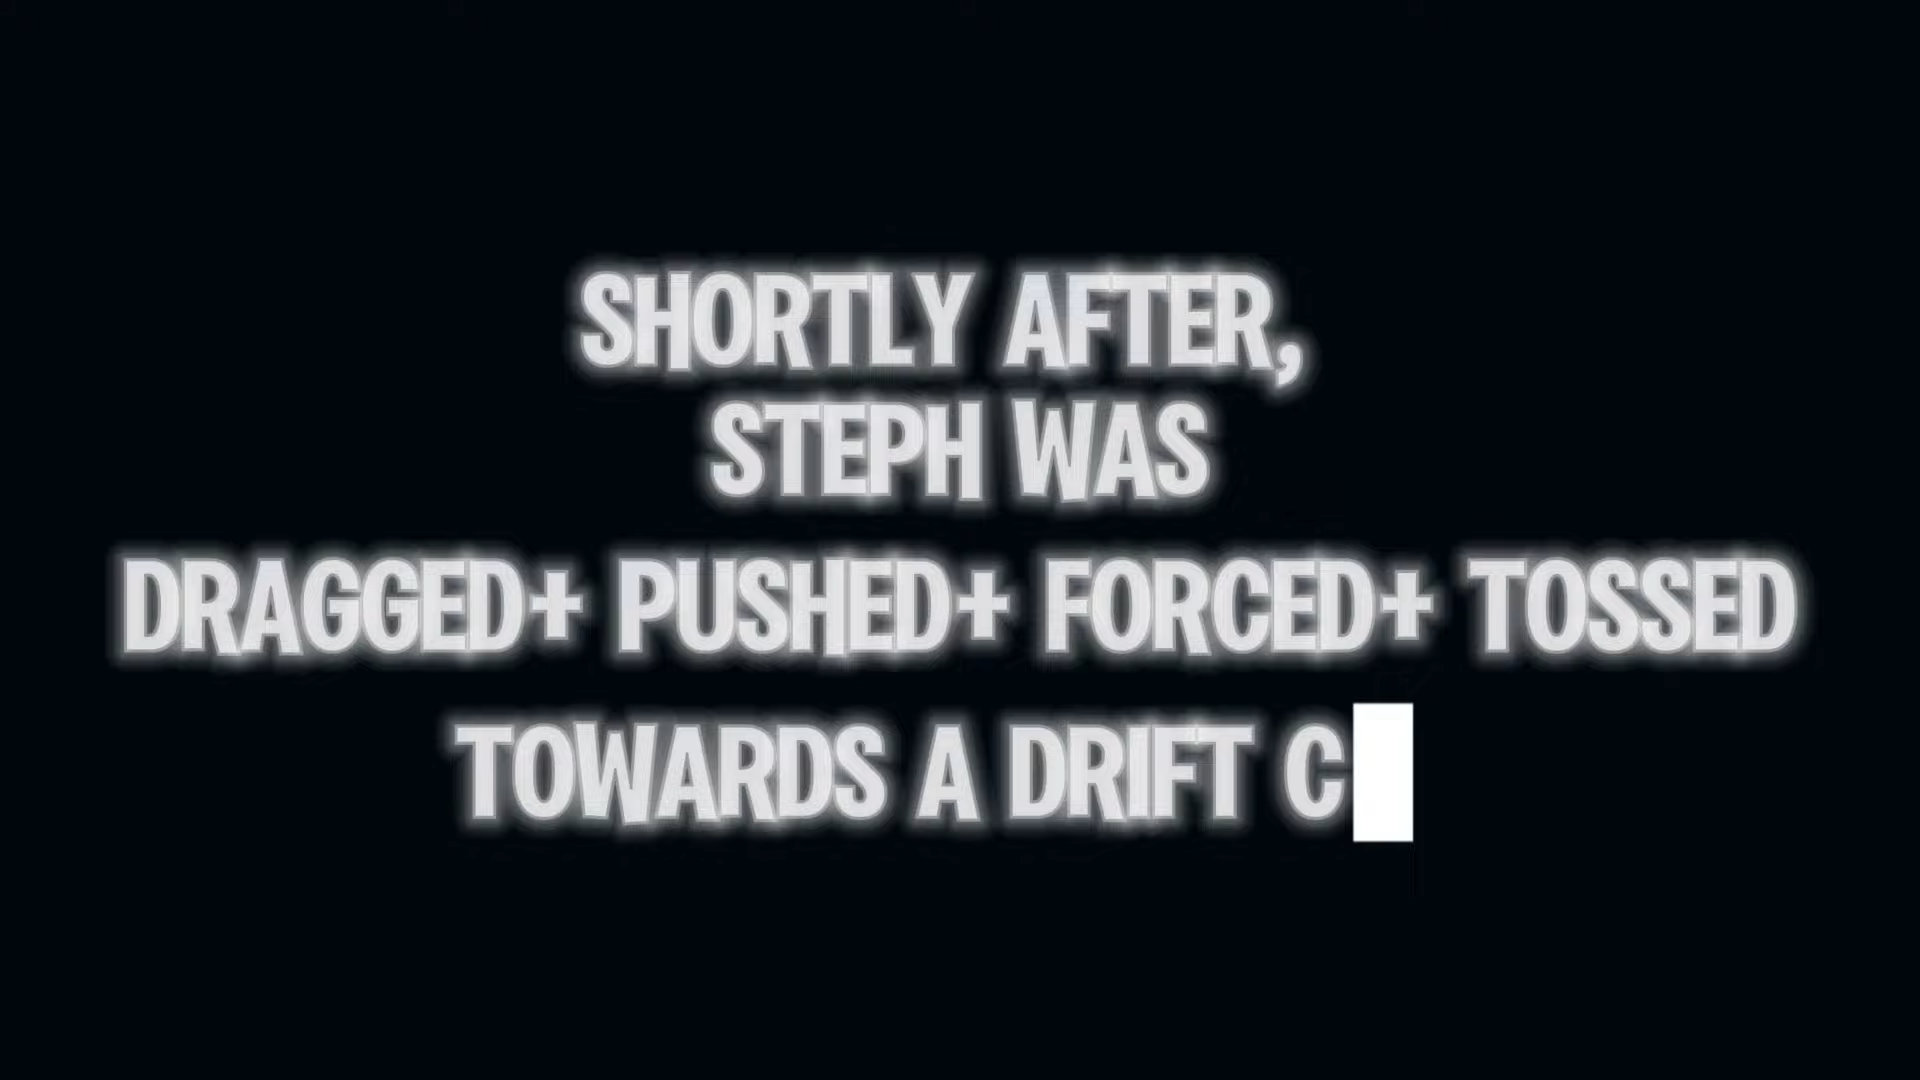 SHORTLY AFTER,
STEPH WAS
DRAGGED+ PUSHED+ FORCED+ TOSSED
TOWARDS A DRIFT C